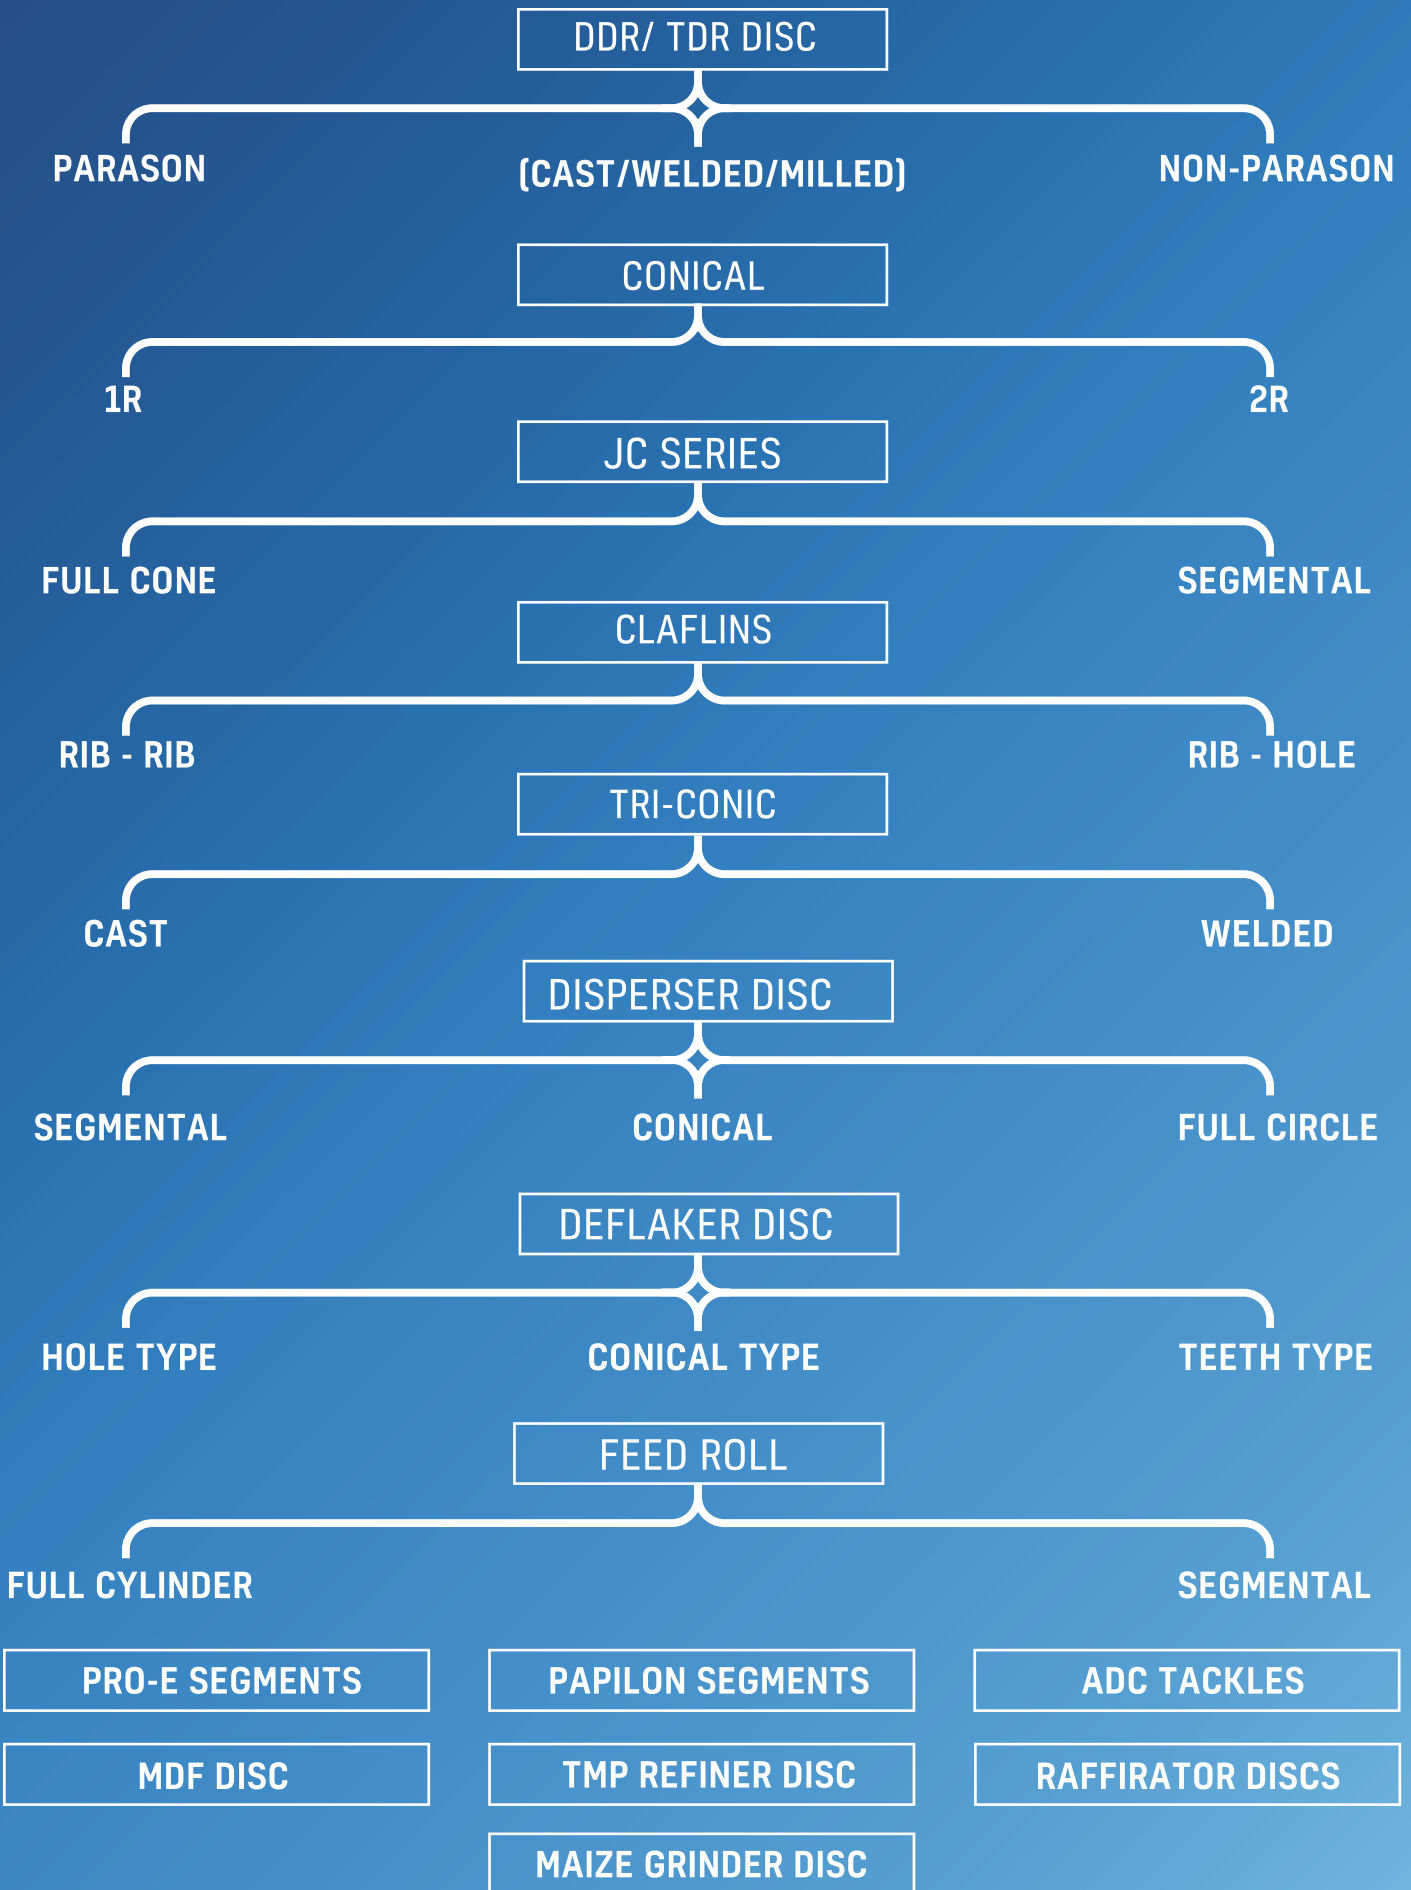 DDR/ TDR DISC
PARASON
(CAST/WELDED/MILLED)
NON-PARASON
CONICAL
1R
2R
JC SERIES
FULL CONE
SEGMENTAL
CLAFLINS
RIB - RIB
RIB - HOLE
TRI-CONIC
CAST
WELDED
DISPERSER DISC
SEGMENTAL
CONICAL
FULL CIRCLE
DEFLAKER DISC
HOLE TYPE
CONICAL TYPE
TEETH TYPE
FEED ROLL
FULL CYLINDER
SEGMENTAL
PRO-E SEGMENTS
PAPILON SEGMENTS
ADC TACKLES
MDF DISC
TMP REFINER DISC
RAFFIRATOR DISCS
MAIZE GRINDER DISC